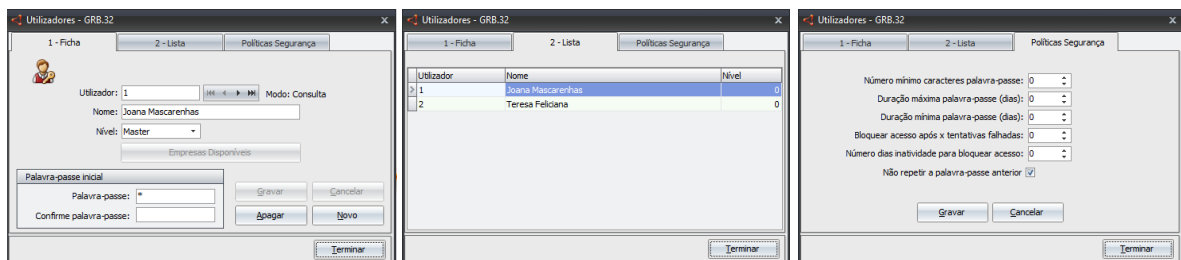 Utilizadores - GRB.32 x
1 - Ficha 2 - Lista Políticas Segurança
Utilizador: 1 Modo: Consulta
Nome: Joana Mascarenhas
Nível: Master
Empresas Disponíveis
Palavra-passe inicial
Palavra-passe: *
Confirme palavra-passe:
Gravar Cancelar
Apagar Novo
Terminar
Utilizadores - GRB.32 x
1 - Ficha 2 - Lista Políticas Segurança
Utilizador Nome Nível
1 Joana Mascarenhas 0
2 Teresa Feliciana 0
Terminar
Utilizadores - GRB.32 x
1 - Ficha 2 - Lista Políticas Segurança
Número mínimo caracteres palavra-passe: 0
Duração máxima palavra-passe (dias): 0
Duração mínima palavra-passe (dias): 0
Bloquear acesso após x tentativas falhadas: 0
Número dias inatividade para bloquear acesso: 0
Não repetir a palavra-passe anterior
Gravar Cancelar
Terminar